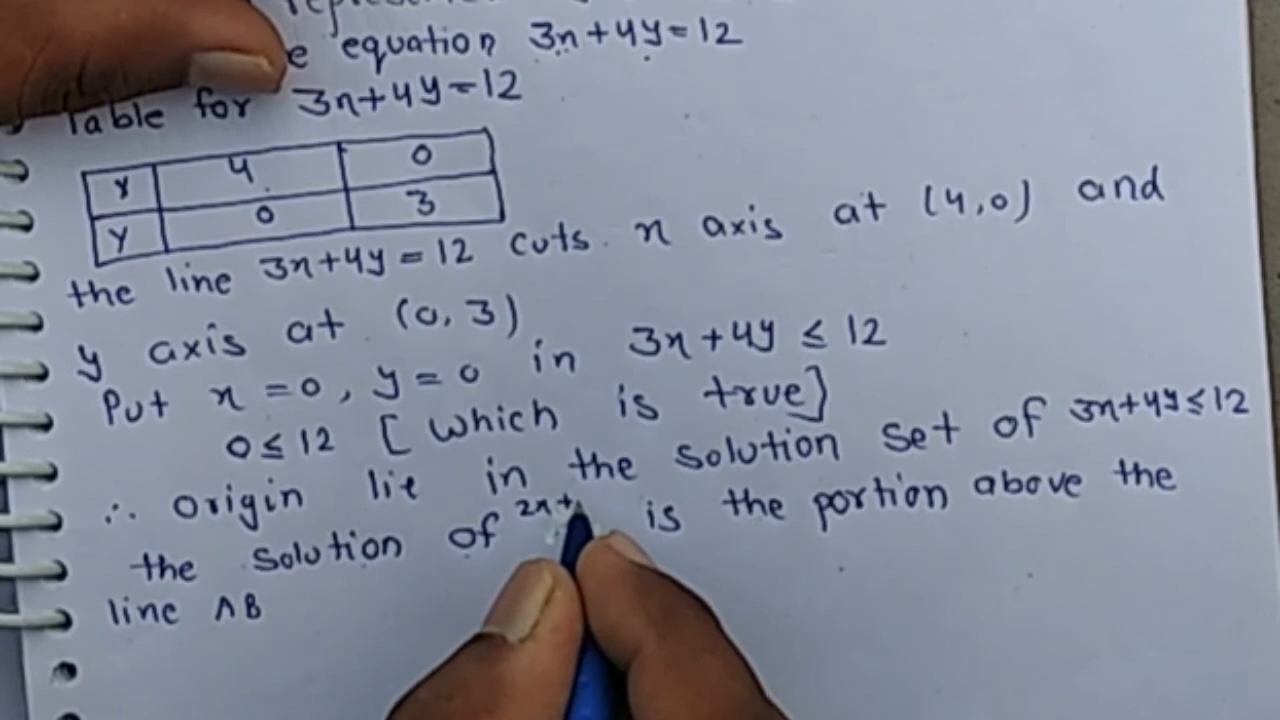 e equation 3x+4y=12
Table for 3x+4y=12
x 4 0
y 0 3
the line 3x+4y=12 cuts x axis at (4,0) and
y axis at (0,3)
Put x=0, y=0 in 3x+4y ≤ 12
0 ≤ 12 [which is true]
∴ origin lie in the solution set of 3x+4y≤12
the solution of 2x+ is the portion above the
line AB